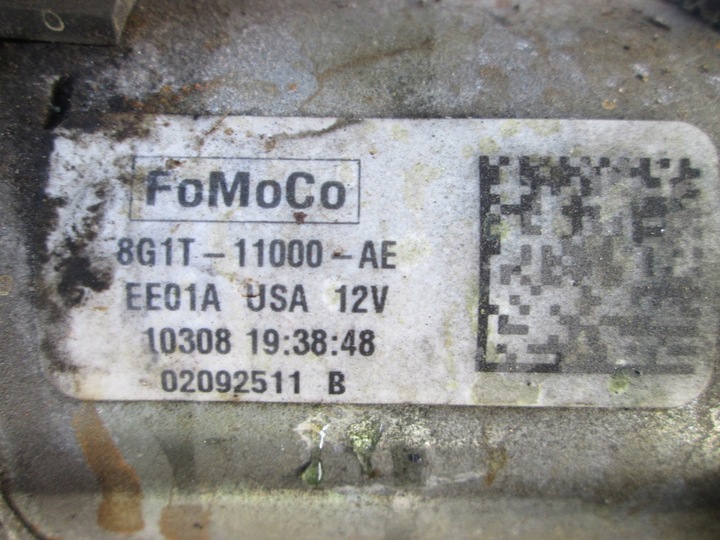 FoMoCo
8G1T-11000-AE
EE01A USA 12V
10308 19:38:48
02092511 B